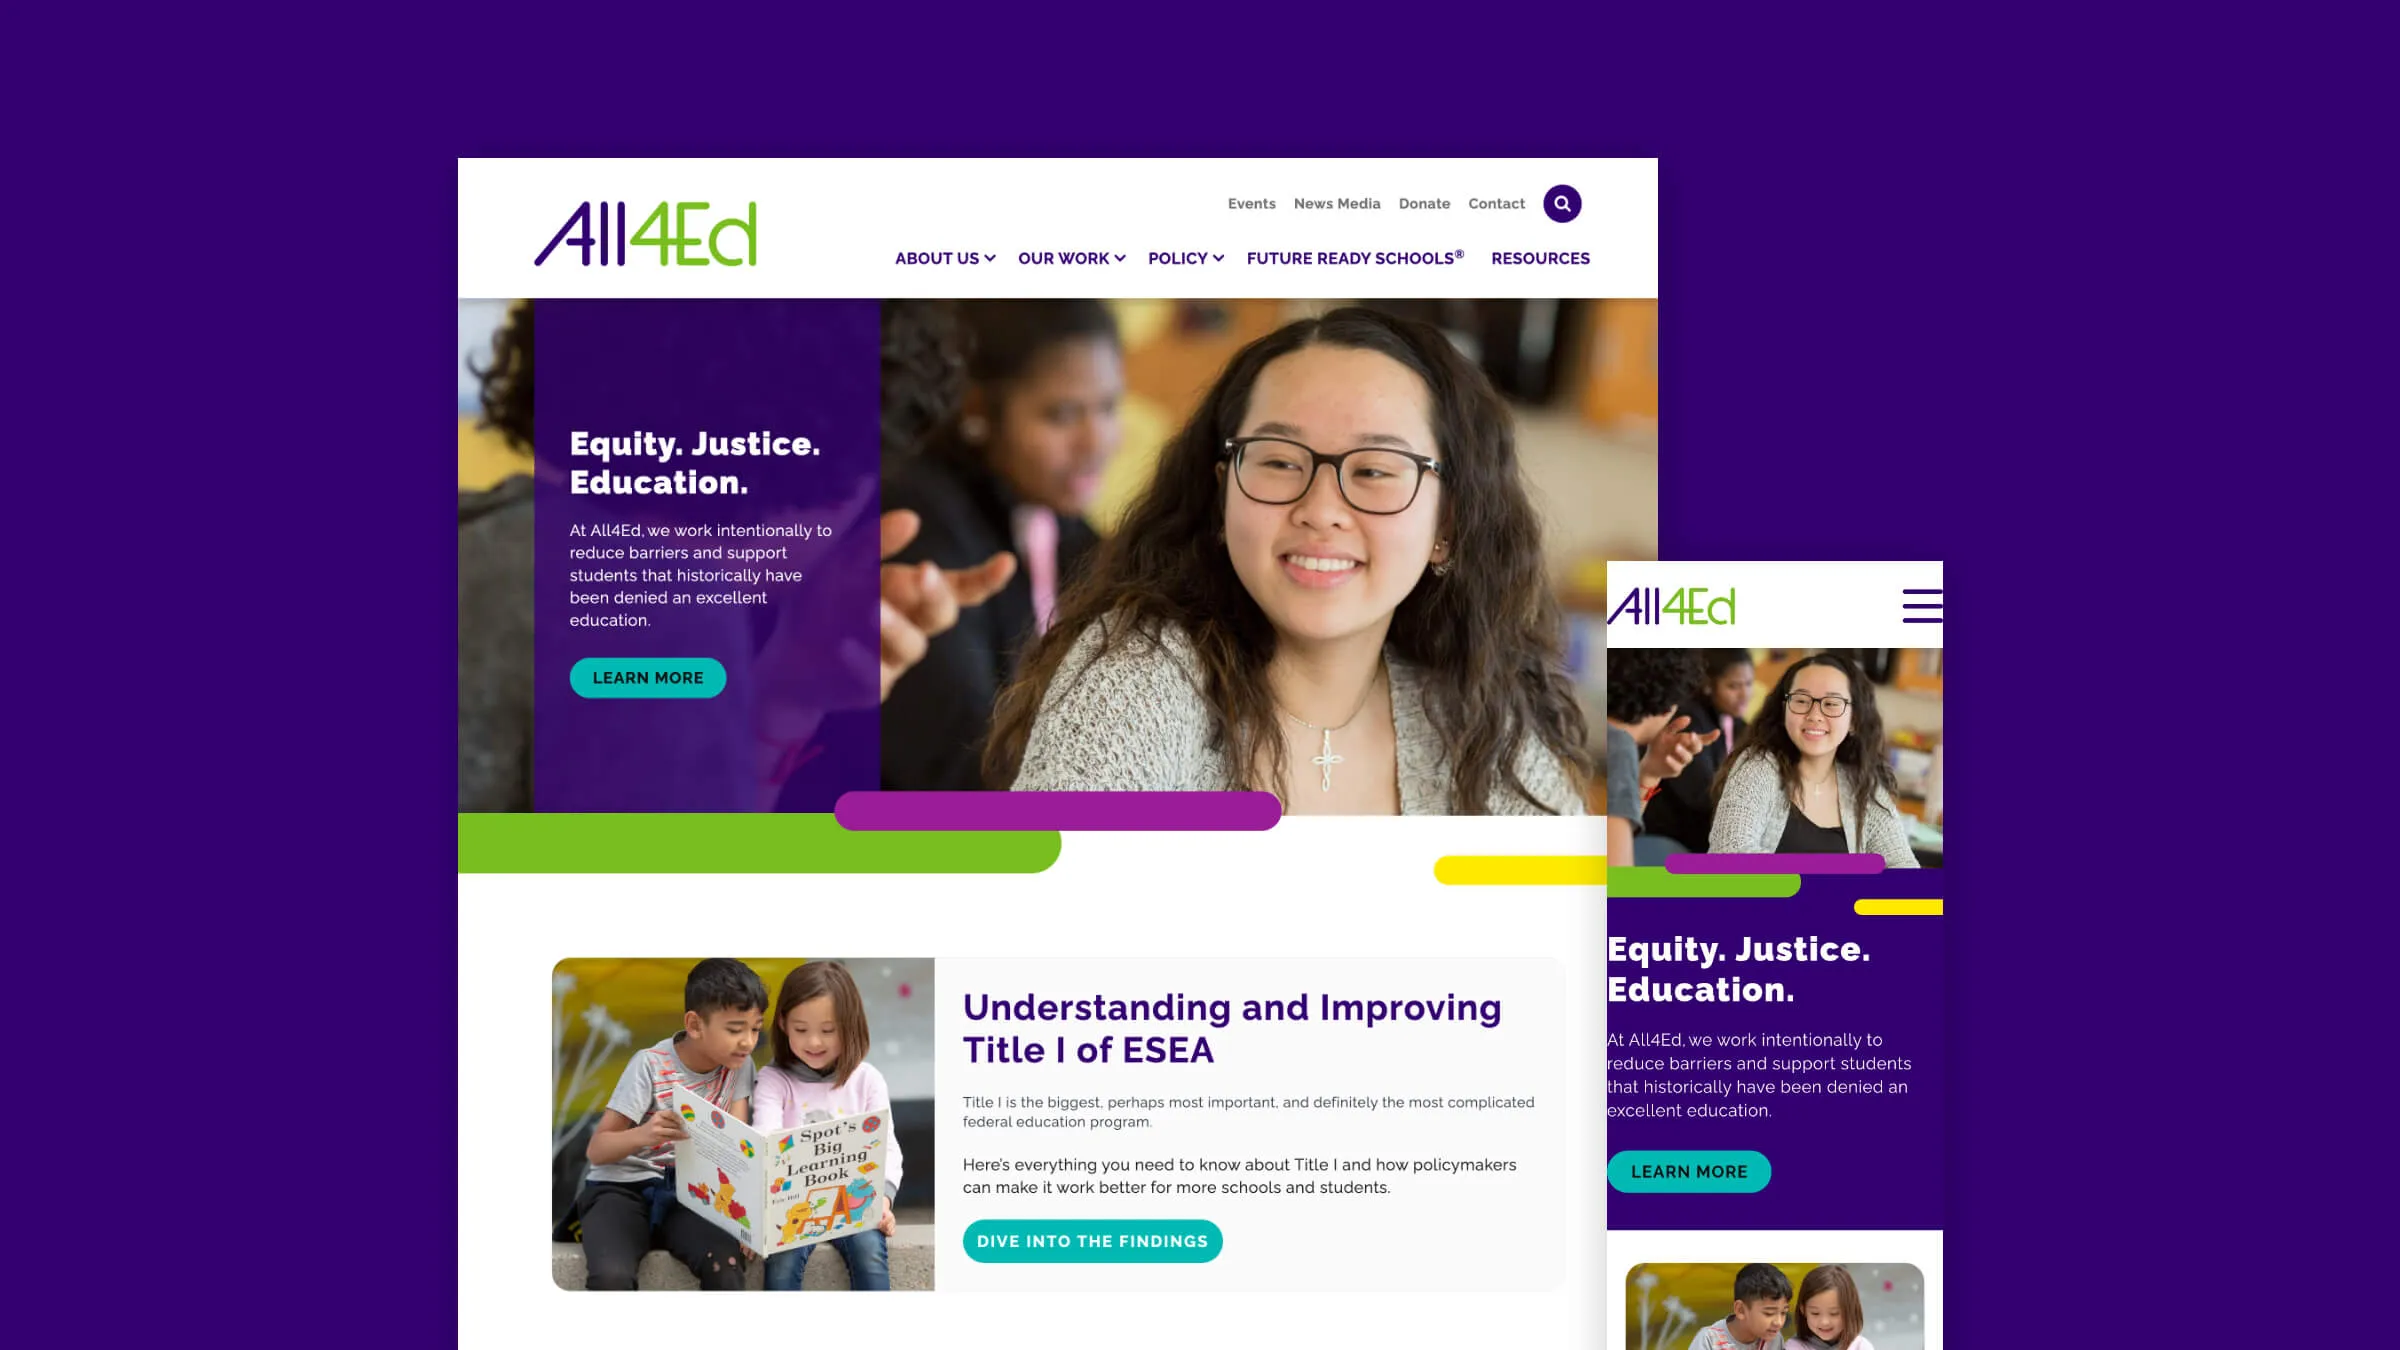 All4Ed
Events News Media Donate Contact
ABOUT US OUR WORK POLICY FUTURE READY SCHOOLS® RESOURCES
Equity. Justice.
Education.
At All4Ed, we work intentionally to
reduce barriers and support
students that historically have
been denied an excellent
education.
LEARN MORE
Spot's
Big
Learning
Book
Eric Hill
Understanding and Improving
Title I of ESEA
Title I is the biggest, perhaps most important, and definitely the most complicated
federal education program.
Here's everything you need to know about Title I and how policymakers
can make it work better for more schools and students.
DIVE INTO THE FINDINGS
All4Ed
Equity. Justice.
Education.
At All4Ed, we work intentionally to
reduce barriers and support students
that historically have been denied an
excellent education.
LEARN MORE